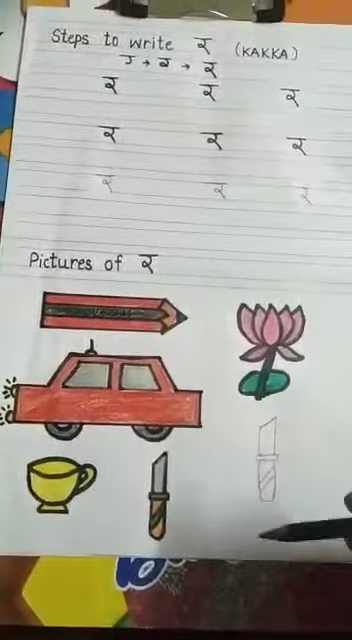 Steps to write ਕ (KAKKA)
→ → ਕ
ਕ ਕ ਕ
ਕ ਕ ਕ
ਕ ਕ ਕ
Pictures of ਕ